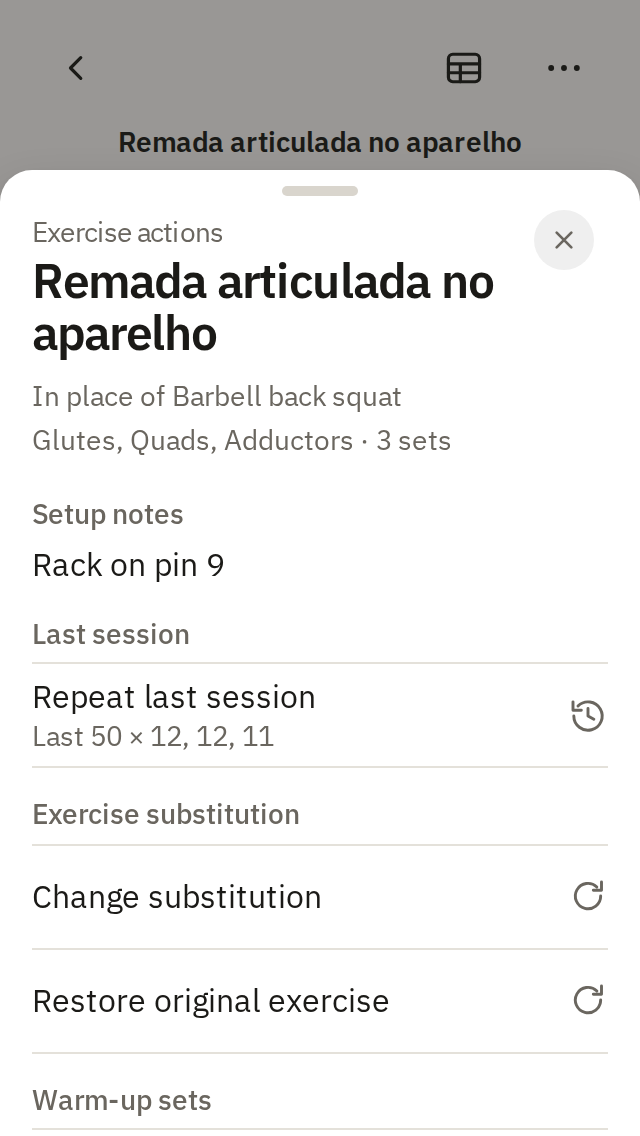 Remada articulada no aparelho
Exercise actions
Remada articulada no
aparelho
In place of Barbell back squat
Glutes, Quads, Adductors · 3 sets
Setup notes
Rack on pin 9
Last session
Repeat last session
Last 50 × 12, 12, 11
Exercise substitution
Change substitution
Restore original exercise
Warm-up sets